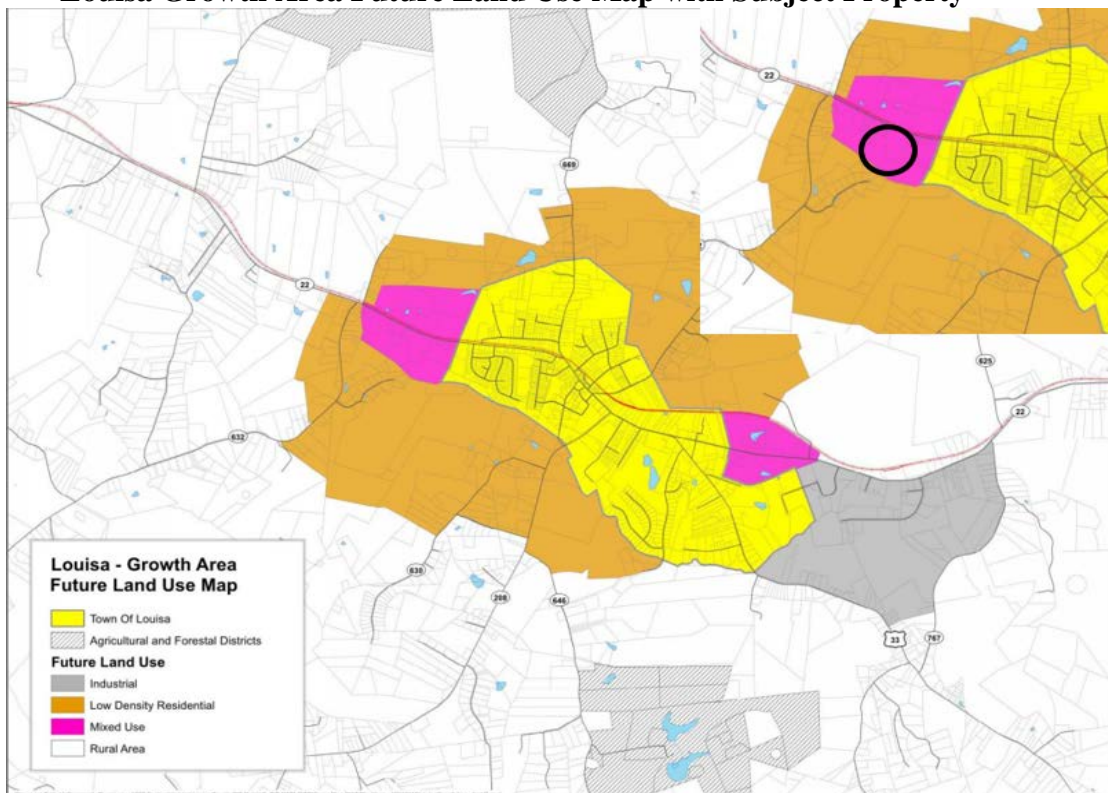 Louisa Growth Area Future Land Use Map with Subject Property
22
22
669
22
625
22
632
630
208
646
33
767
Louisa - Growth Area
Future Land Use Map
Town Of Louisa
Agricultural and Forestal Districts
Future Land Use
Industrial
Low Density Residential
Mixed Use
Rural Area